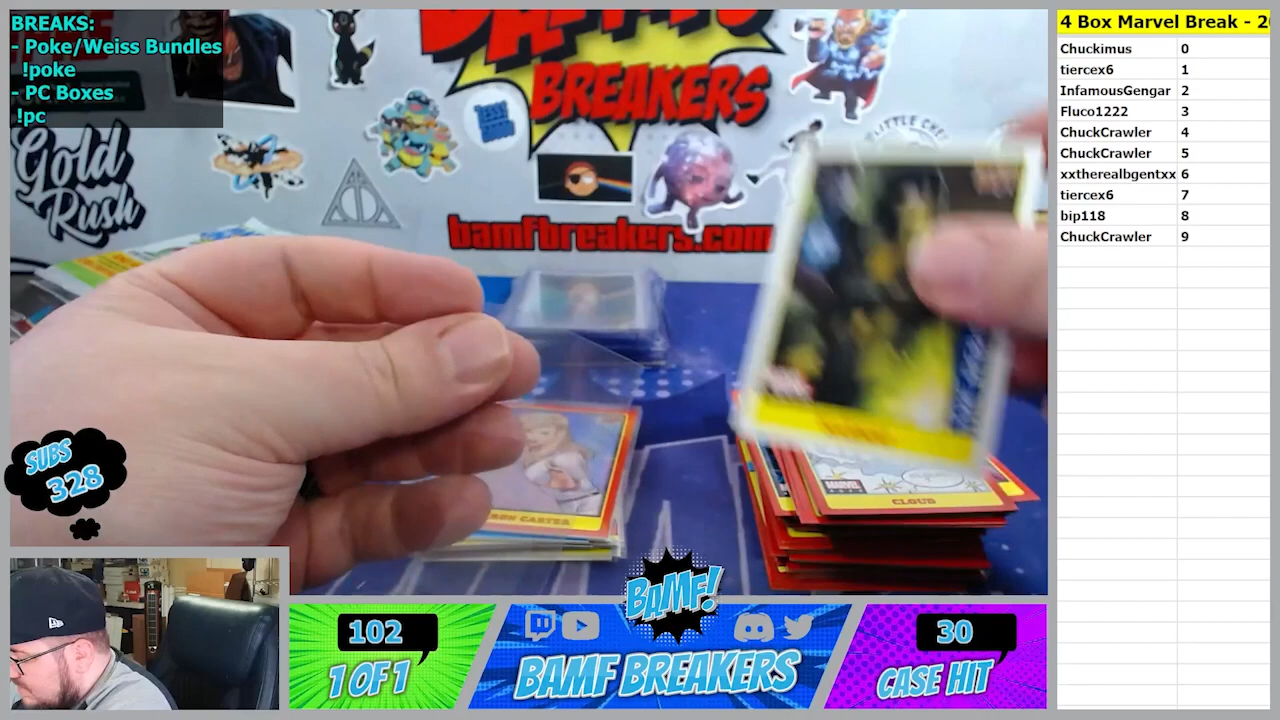 BREAKS:
- Poke/Weiss Bundles
!poke
- PC Boxes
!pc
Gold
Rush
BREAKERS
bamfbreakers.com
MARVEL
CLOUD
RON CARTER
SUBS
328
102
1 OF 1
BAMF!
BAMF BREAKERS
30
CASE HIT
4 Box Marvel Break - 2
Chuckimus 0
tiercex6 1
InfamousGengar 2
Fluco1222 3
ChuckCrawler 4
ChuckCrawler 5
xxtherealbgentxx 6
tiercex6 7
bip118 8
ChuckCrawler 9